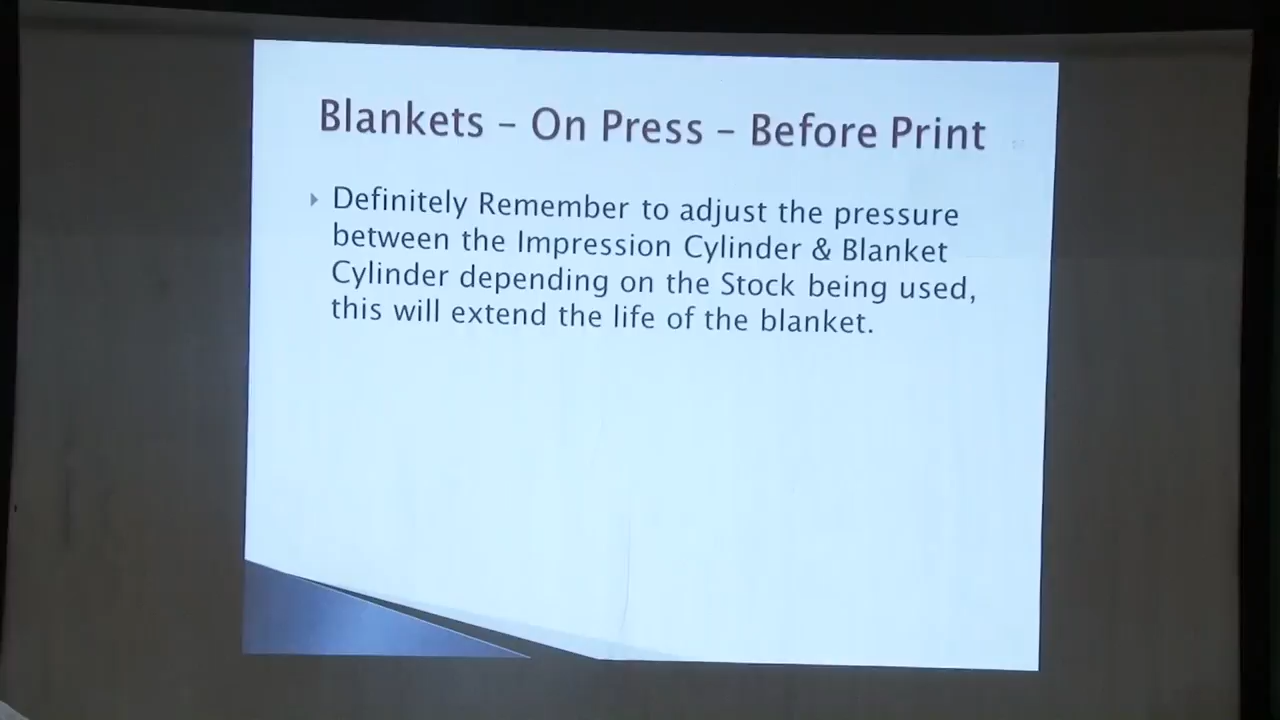 Blankets – On Press – Before Print
Definitely Remember to adjust the pressure
between the Impression Cylinder & Blanket
Cylinder depending on the Stock being used,
this will extend the life of the blanket.